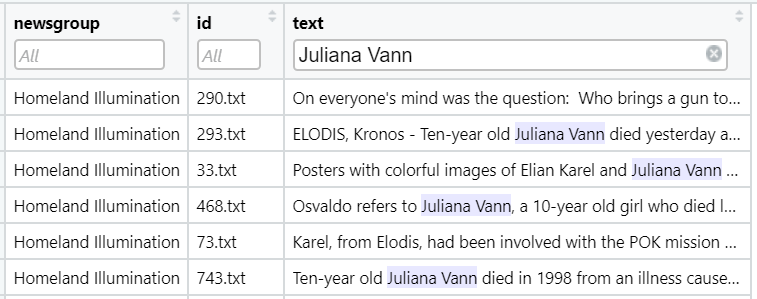 newsgroup id text
All All Juliana Vann
Homeland Illumination 290.txt On everyone's mind was the question:  Who brings a gun to...
Homeland Illumination 293.txt ELODIS, Kronos - Ten-year old Juliana Vann died yesterday a...
Homeland Illumination 33.txt Posters with colorful images of Elian Karel and Juliana Vann ...
Homeland Illumination 468.txt Osvaldo refers to Juliana Vann, a 10-year old girl who died l...
Homeland Illumination 73.txt Karel, from Elodis, had been involved with the POK mission ...
Homeland Illumination 743.txt Ten-year old Juliana Vann died in 1998 from an illness cause...